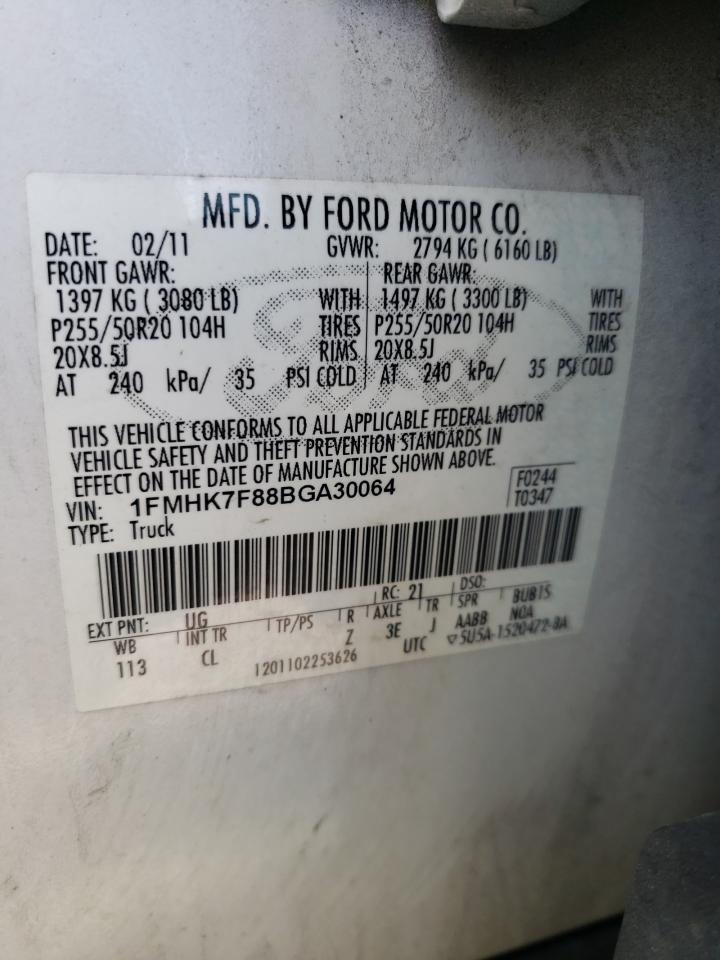 MFD. BY FORD MOTOR CO.
DATE: 02/11 GVWR: 2794 KG ( 6160 LB)
FRONT GAWR: REAR GAWR:
1397 KG ( 3080 LB) WITH 1497 KG ( 3300 LB) WITH
P255/50R20 104H TIRES P255/50R20 104H TIRES
20X8.5J RIMS 20X8.5J RIMS
AT 240 kPa/ 35 PSI COLD AT 240 kPa/ 35 PSI COLD
THIS VEHICLE CONFORMS TO ALL APPLICABLE FEDERAL MOTOR
VEHICLE SAFETY AND THEFT PREVENTION STANDARDS IN
EFFECT ON THE DATE OF MANUFACTURE SHOWN ABOVE.
VIN: 1FMHK7F88BGA30064 F0244
TYPE: Truck T0347
EXT PNT: UG RC: 21 DSO:
WB INT TR TP/PS R AXLE TR SPR BUB1S
113 CL Z 3E J AABB NOA
1201102253626 UTC ▽5U5A-1520472-BA